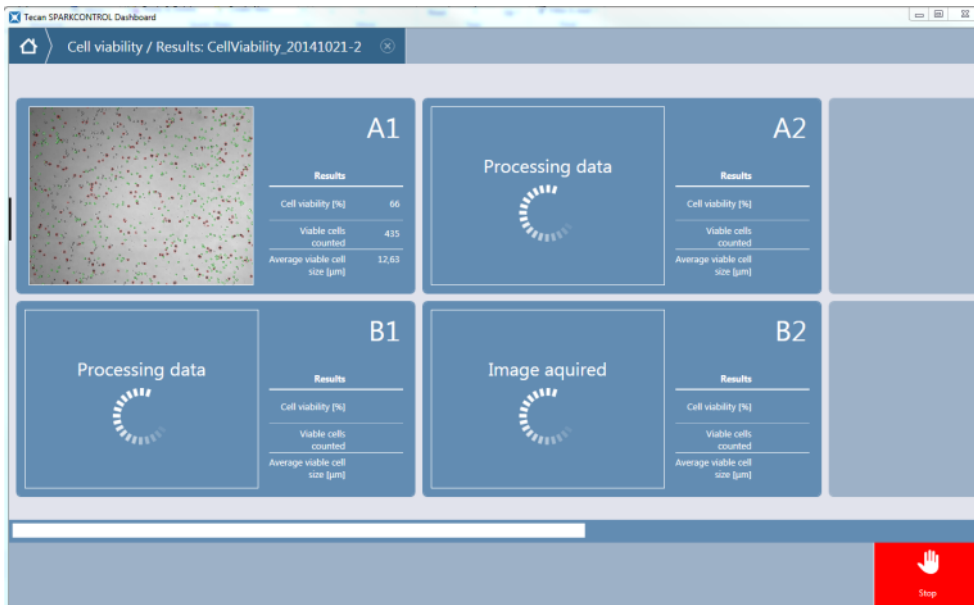 Tecan SPARKCONTROL Dashboard
Cell viability / Results: CellViability_20141021-2
A1
Results
Cell viability [%] 66
Viable cells
counted 435
Average viable cell 12,63
size [µm]
A2
Processing data
Results
Cell viability [%]
Viable cells
counted
Average viable cell
size [µm]
B1
Processing data
Results
Cell viability [%]
Viable cells
counted
Average viable cell
size [µm]
B2
Image aquired
Results
Cell viability [%]
Viable cells
counted
Average viable cell
size [µm]
Stop